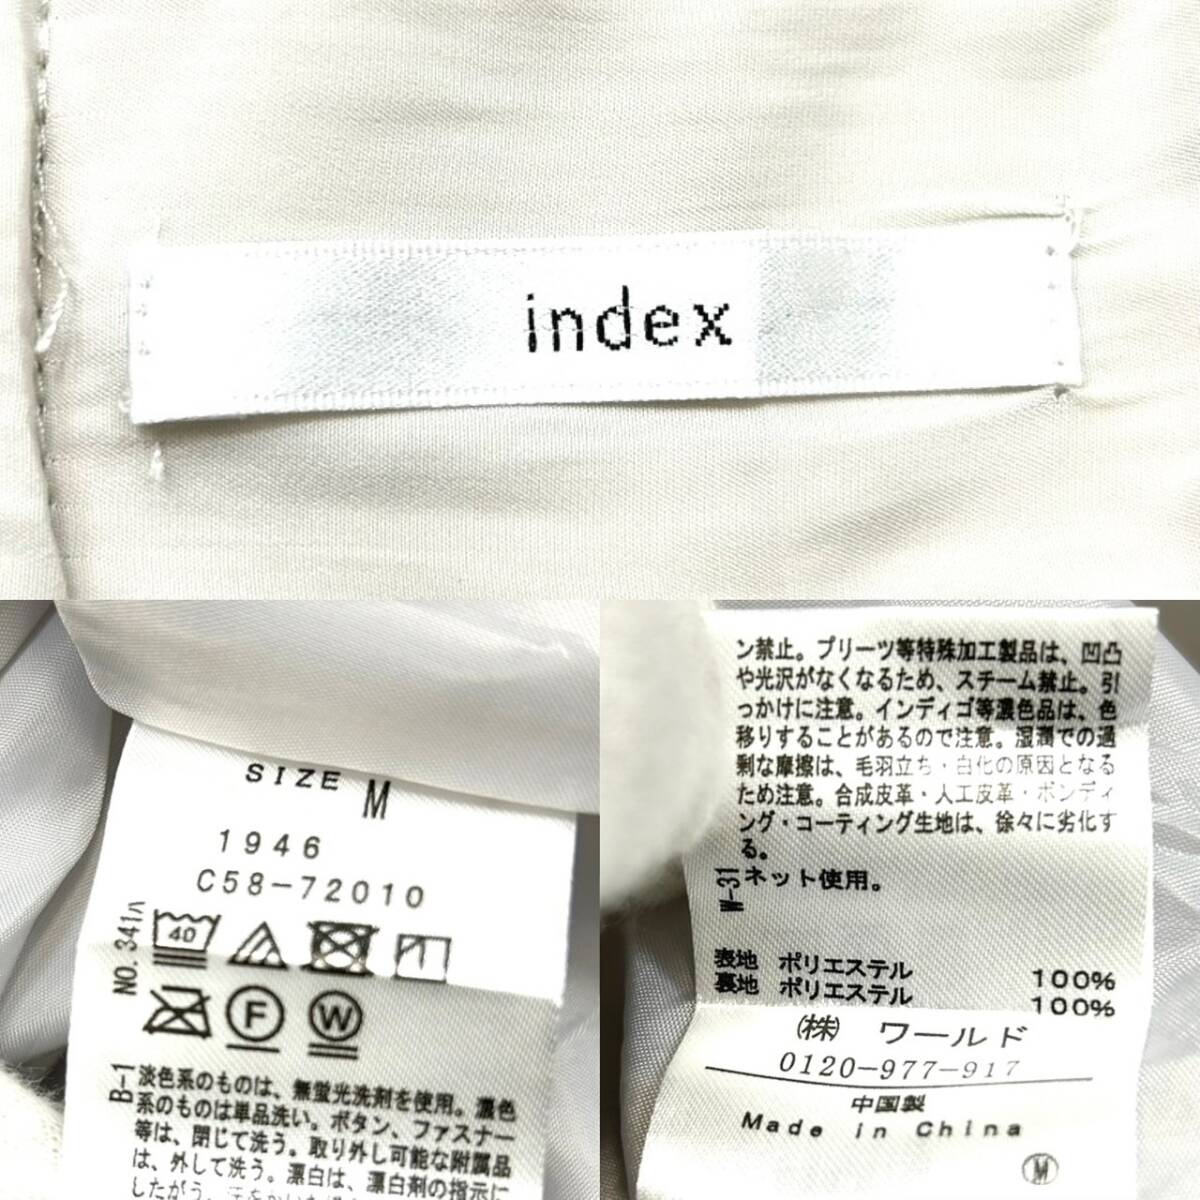 index
SIZE M
1946
C58-72010
NO. 341ハ
40
F W
B-1
淡色系のものは、無蛍光洗剤を使用。濃色
系のものは単品洗い。ボタン、ファスナー
等は、閉じて洗う。取り外し可能な附属品
は、外して洗う。漂白は、漂白剤の指示に
したがう。
ン禁止。プリーツ等特殊加工製品は、凹凸
や光沢がなくなるため、スチーム禁止。引
っかけに注意。インディゴ等濃色品は、色
移りすることがあるので注意。湿潤での過
剰な摩擦は、毛羽立ち・白化の原因となる
ため注意。合成皮革・人工皮革・ボンディ
ング・コーティング生地は、徐々に劣化す
る。
W-31 ネット使用。
表地 ポリエステル 100%
裏地 ポリエステル 100%
(株) ワールド
0120-977-917
中国製
Made in China
M